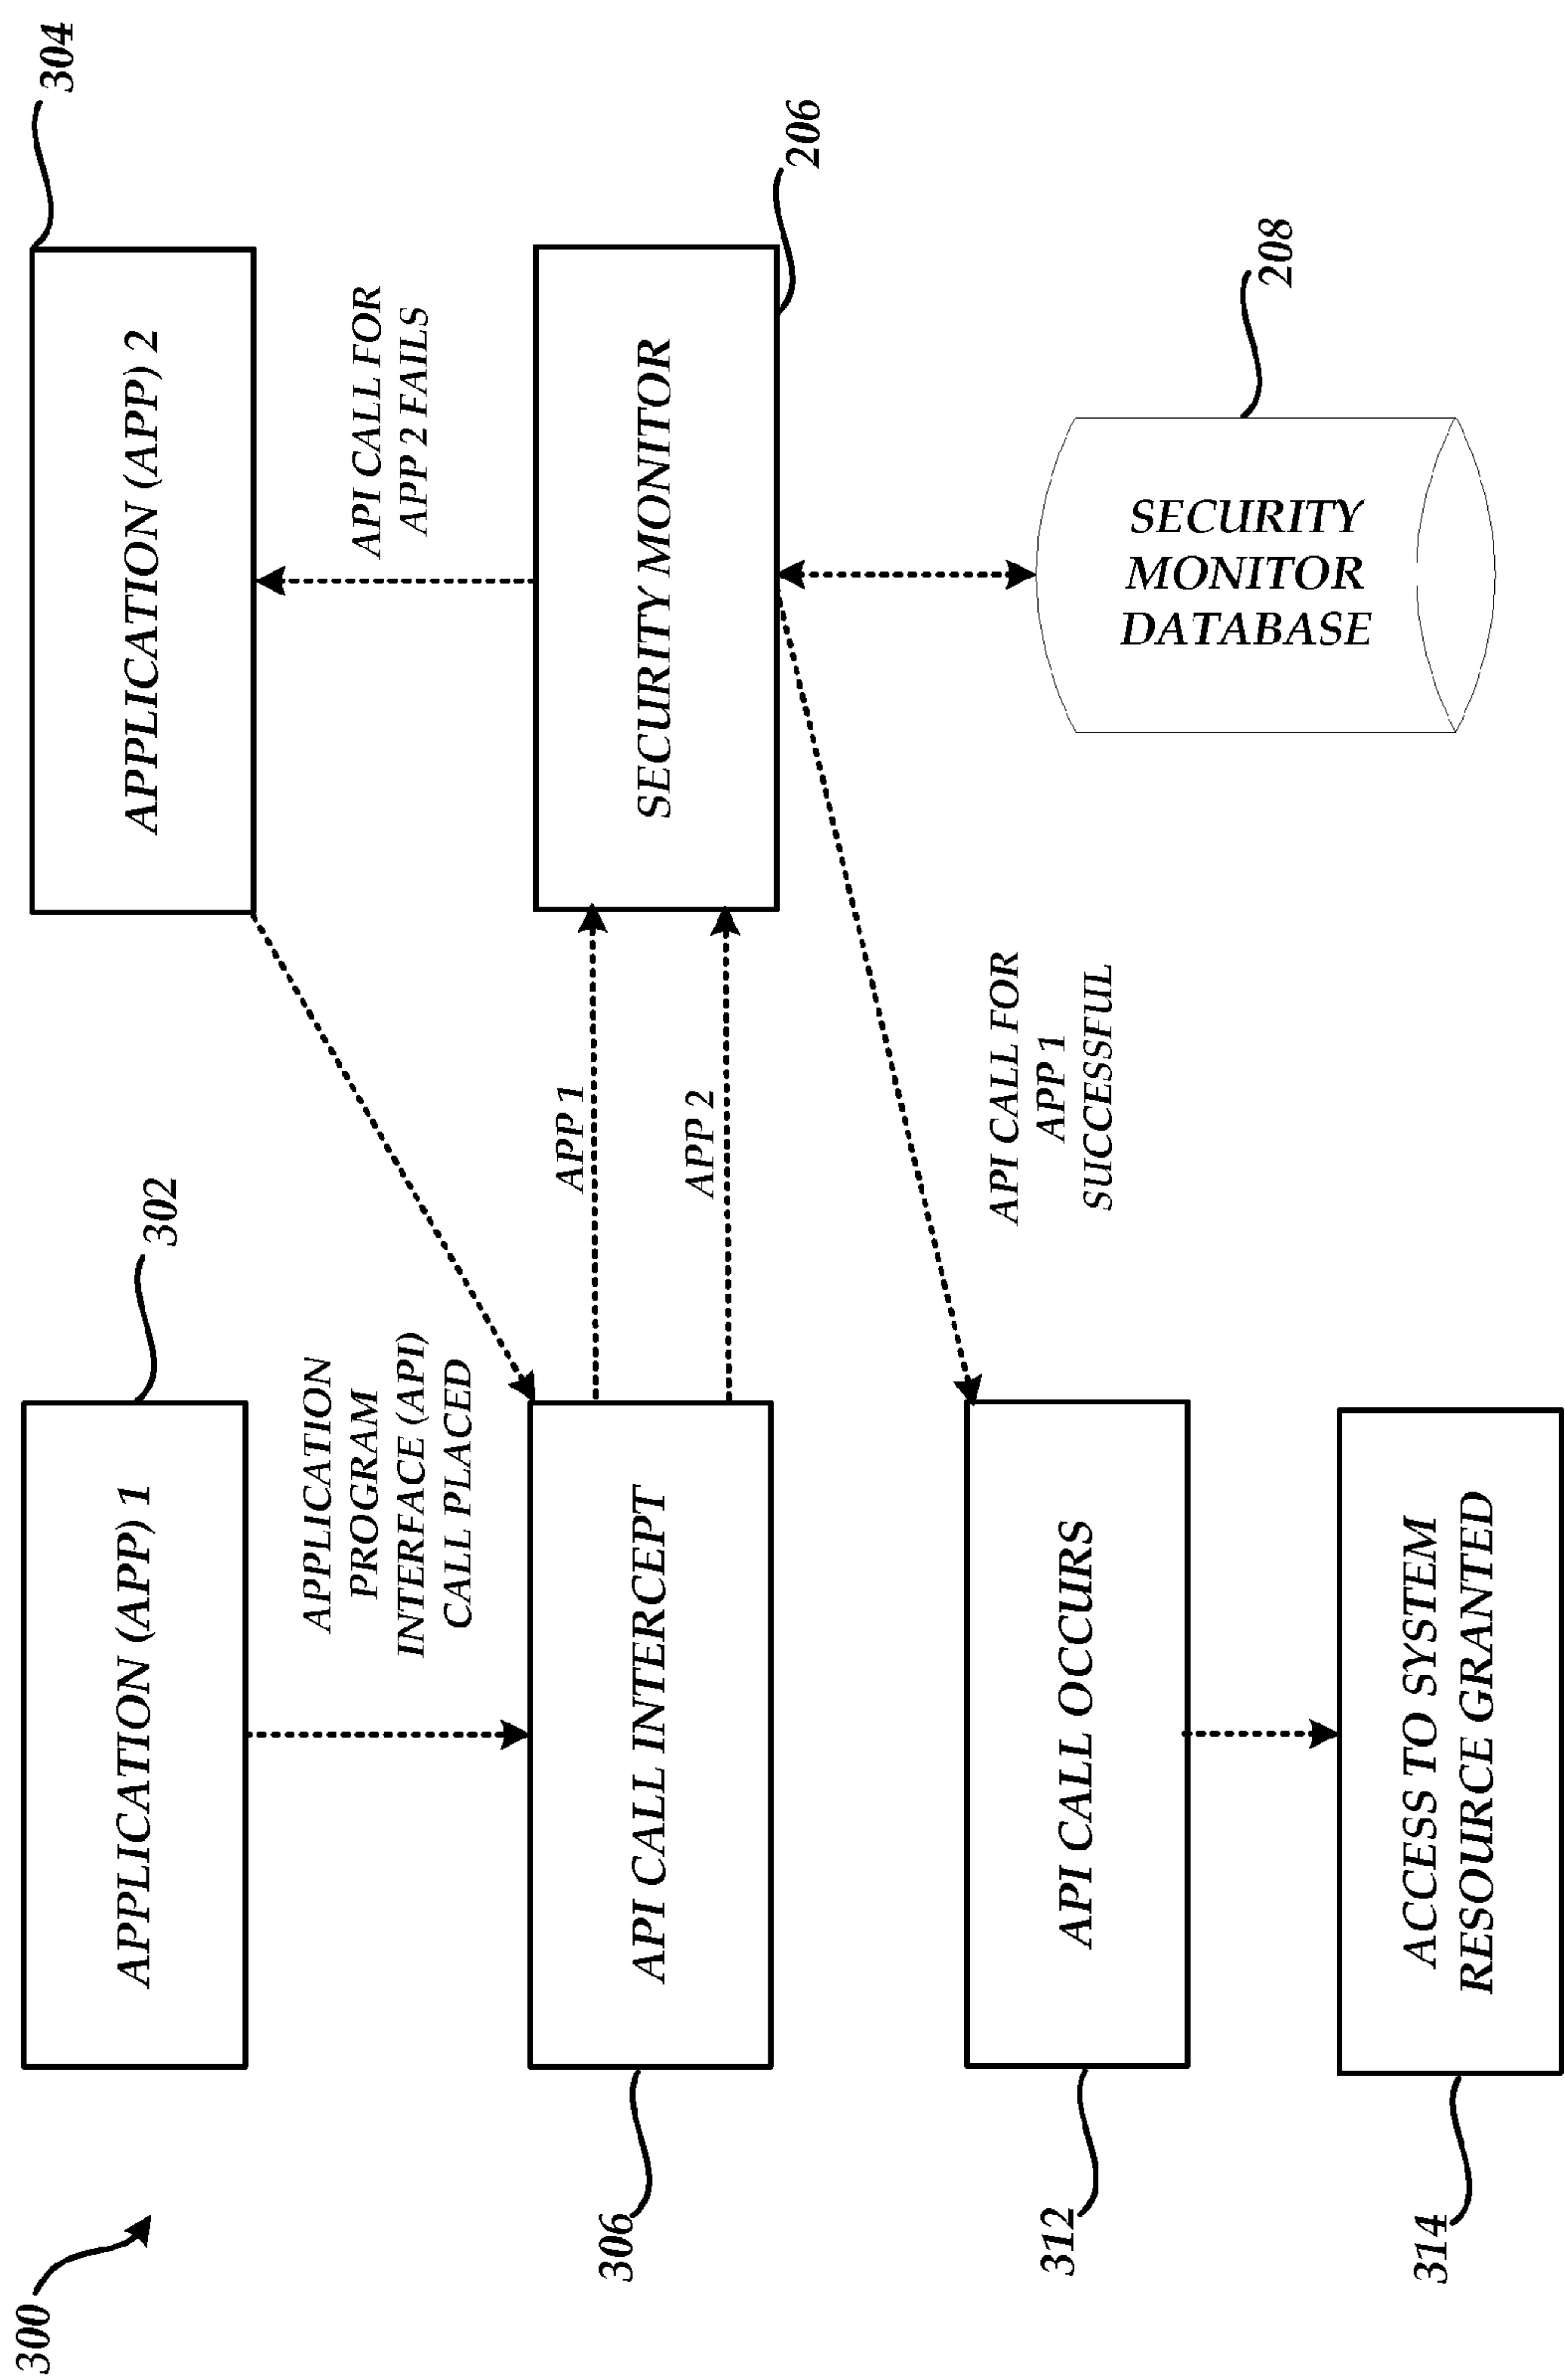 300
APPLICATION (APP) 1
302
APPLICATION (APP) 2
304
APPLICATION
PROGRAM
INTERFACE (API)
CALL PLACED
API CALL FOR
APP 2 FAILS
API CALL INTERCEPT
306
APP 1
APP 2
SECURITY MONITOR
206
API CALL FOR
APP 1
SUCCESSFUL
SECURITY
MONITOR
DATABASE
208
API CALL OCCURS
312
ACCESS TO SYSTEM
RESOURCE GRANTED
314